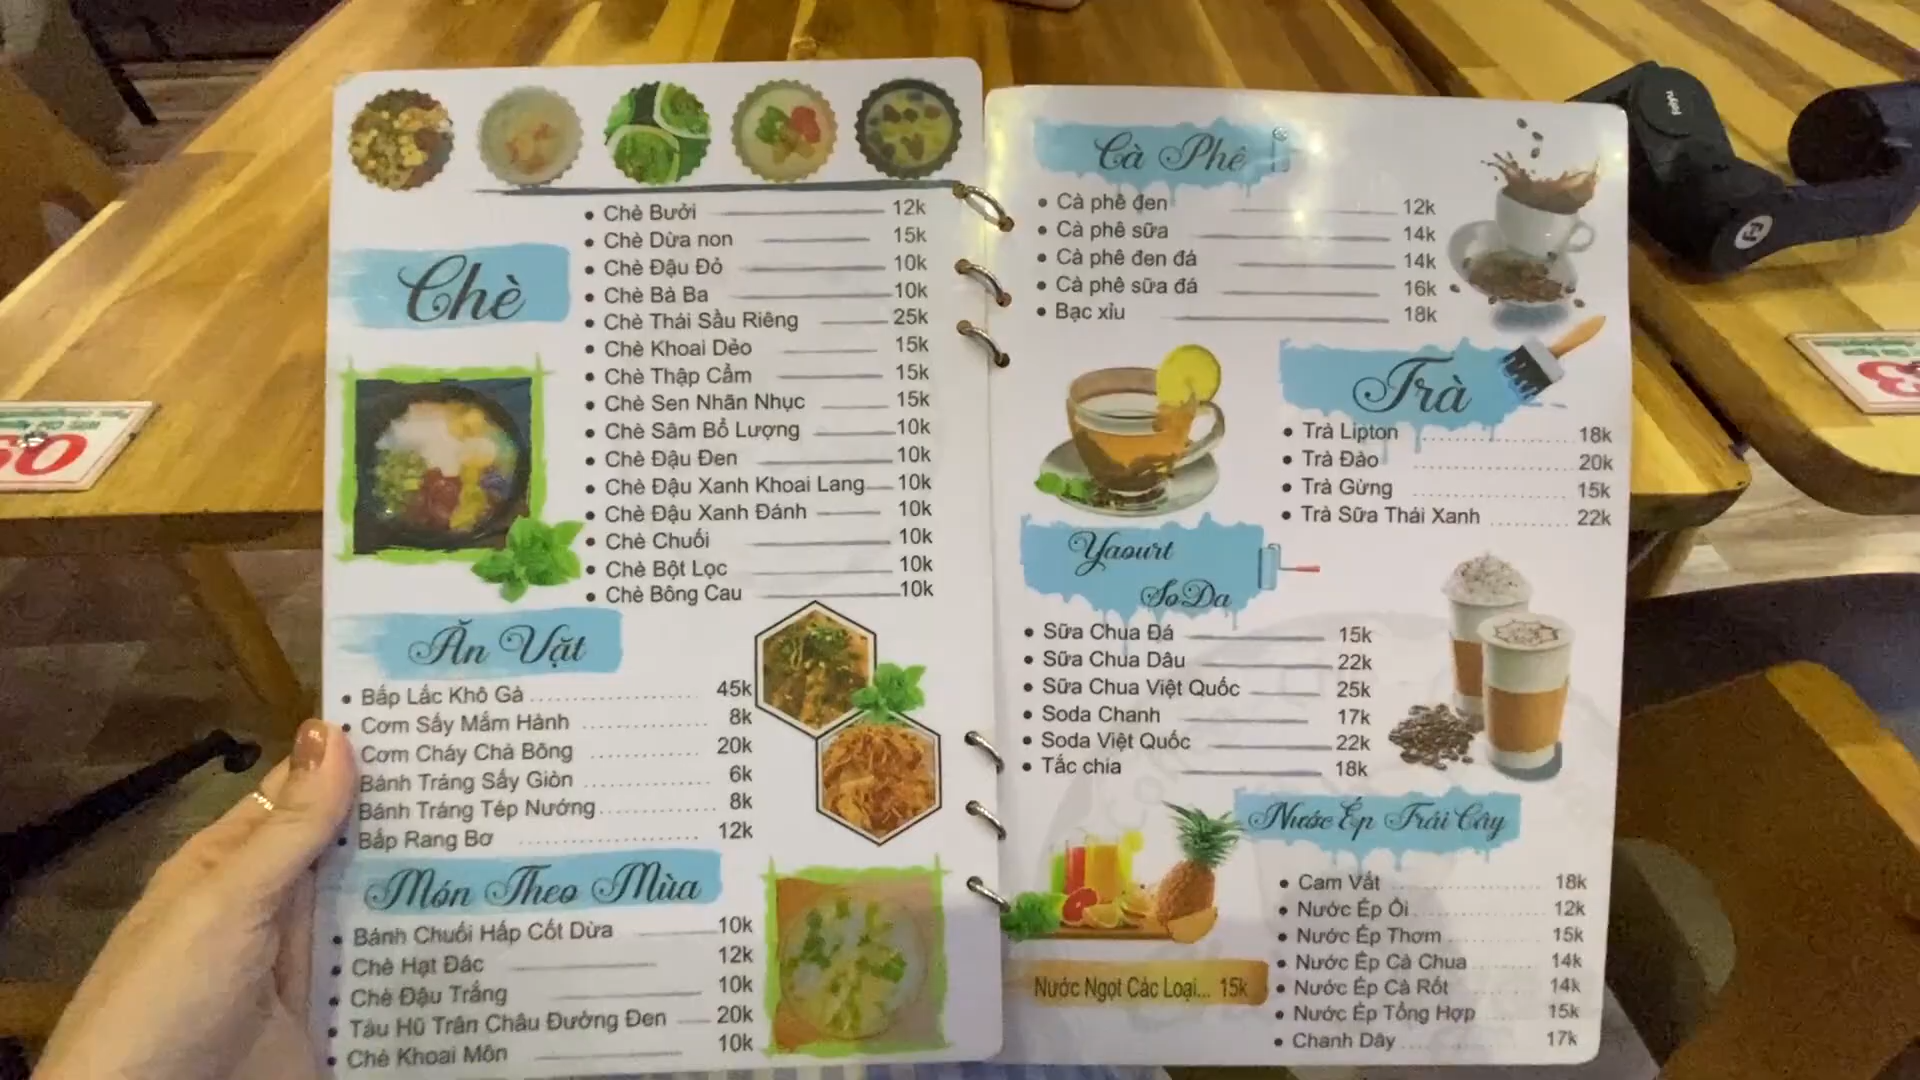 Chè
• Chè Bưởi 12k
• Chè Dừa non 15k
• Chè Đậu Đỏ 10k
• Chè Bà Ba 10k
• Chè Thái Sầu Riêng 25k
• Chè Khoai Dẻo 15k
• Chè Thập Cẩm 15k
• Chè Sen Nhãn Nhục 15k
• Chè Sâm Bổ Lượng 10k
• Chè Đậu Đen 10k
• Chè Đậu Xanh Khoai Lang 10k
• Chè Đậu Xanh Đánh 10k
• Chè Chuối 10k
• Chè Bột Lọc 10k
• Chè Bông Cau 10k
Ăn Vặt
• Bắp Lắc Khô Gà 45k
• Cơm Sấy Mắm Hành 8k
Cơm Cháy Chà Bông 20k
Bánh Tráng Sấy Giòn 6k
Bánh Tráng Tép Nướng 8k
• Bắp Rang Bơ 12k
Món Theo Mùa
• Bánh Chuối Hấp Cốt Dừa 10k
• Chè Hạt Đác 12k
• Chè Đậu Trắng 10k
• Tàu Hũ Trân Châu Đường Đen 20k
• Chè Khoai Môn 10k
Cà Phê
• Cà phê đen 12k
• Cà phê sữa 14k
• Cà phê đen đá 14k
• Cà phê sữa đá 16k
• Bạc xỉu 18k
Trà
• Trà Lipton 18k
• Trà Đào 20k
• Trà Gừng 15k
• Trà Sữa Thái Xanh 22k
Yaourt
SoDa
• Sữa Chua Đá 15k
• Sữa Chua Dâu 22k
• Sữa Chua Việt Quốc 25k
• Soda Chanh 17k
• Soda Việt Quốc 22k
• Tắc chia 18k
Nước Ép Trái Cây
• Cam Vắt 18k
• Nước Ép Ổi 12k
• Nước Ép Thơm 15k
• Nước Ép Cà Chua 14k
• Nước Ép Cà Rốt 14k
• Nước Ép Tổng Hợp 15k
• Chanh Dây 17k
Nước Ngọt Các Loại... 15k